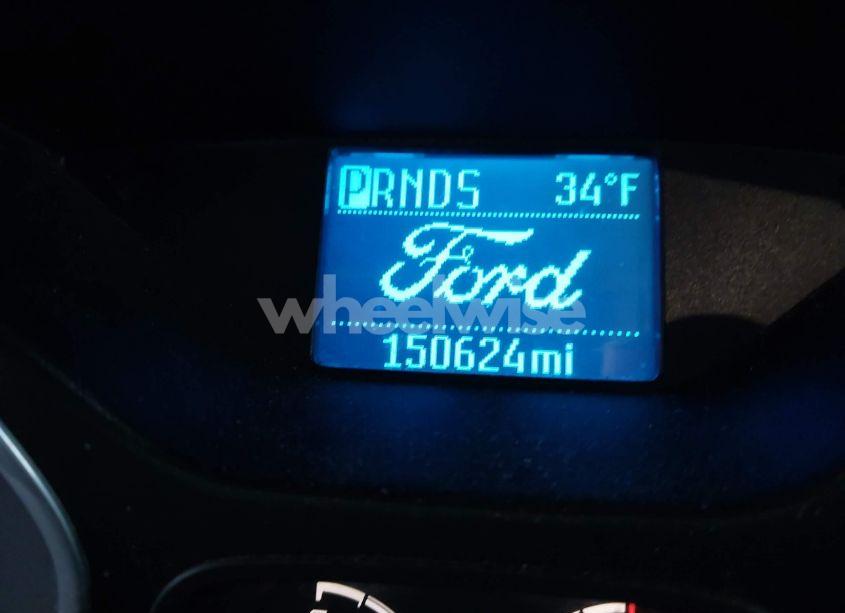 PRNDS 34°F
Ford
wheelwise
150624mi